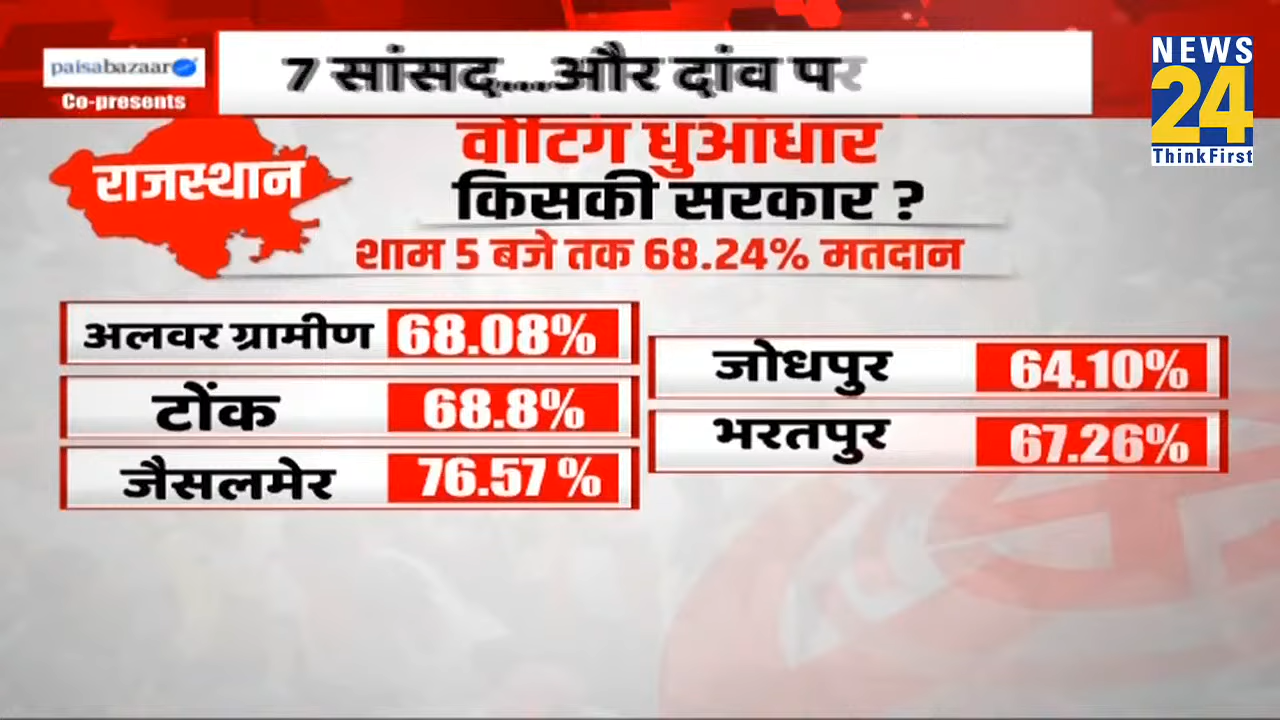 paisabazaar
Co-presents
7 सांसद....और दांव पर
NEWS
24
ThinkFirst
राजस्थान
वोटिंग धुआंधार
किसकी सरकार ?
शाम 5 बजे तक 68.24% मतदान
अलवर ग्रामीण 68.08%
टोंक 68.8%
जैसलमेर 76.57 %
जोधपुर 64.10%
भरतपुर 67.26%